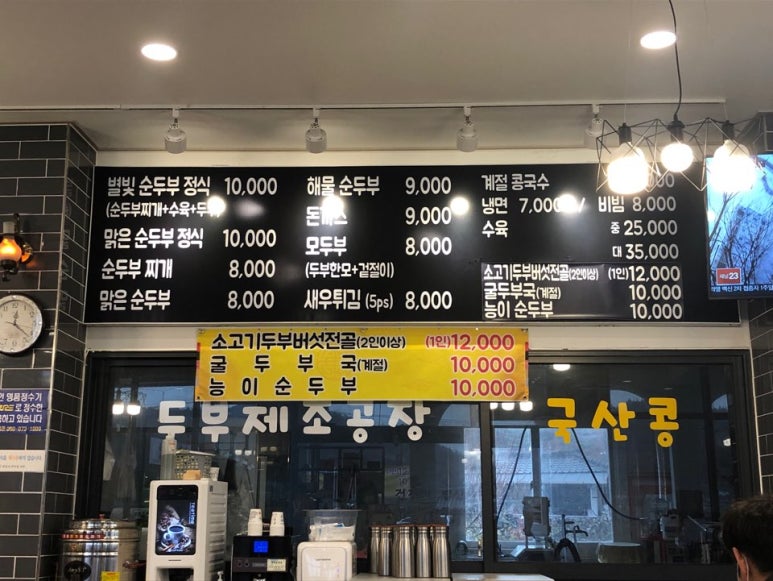 별빛 순두부 정식 10,000
(순두부찌개+수육+두부)
맑은 순두부 정식 10,000
순두부 찌개 8,000
맑은 순두부 8,000
해물 순두부 9,000
돈까스 9,000
모두부 8,000
(두부한모+겉절이)
새우튀김 (5ps) 8,000
계절 콩국수
냉면 7,000 / 비빔 8,000
수육 중 25,000
대 35,000
소고기두부버섯전골(2인이상) (1인)12,000
굴두부국(계절) 10,000
능이 순두부 10,000
소고기두부버섯전골(2인이상) (1인)12,000
굴두부국(계절) 10,000
능이순두부 10,000
두부제조공장 국산콩
23